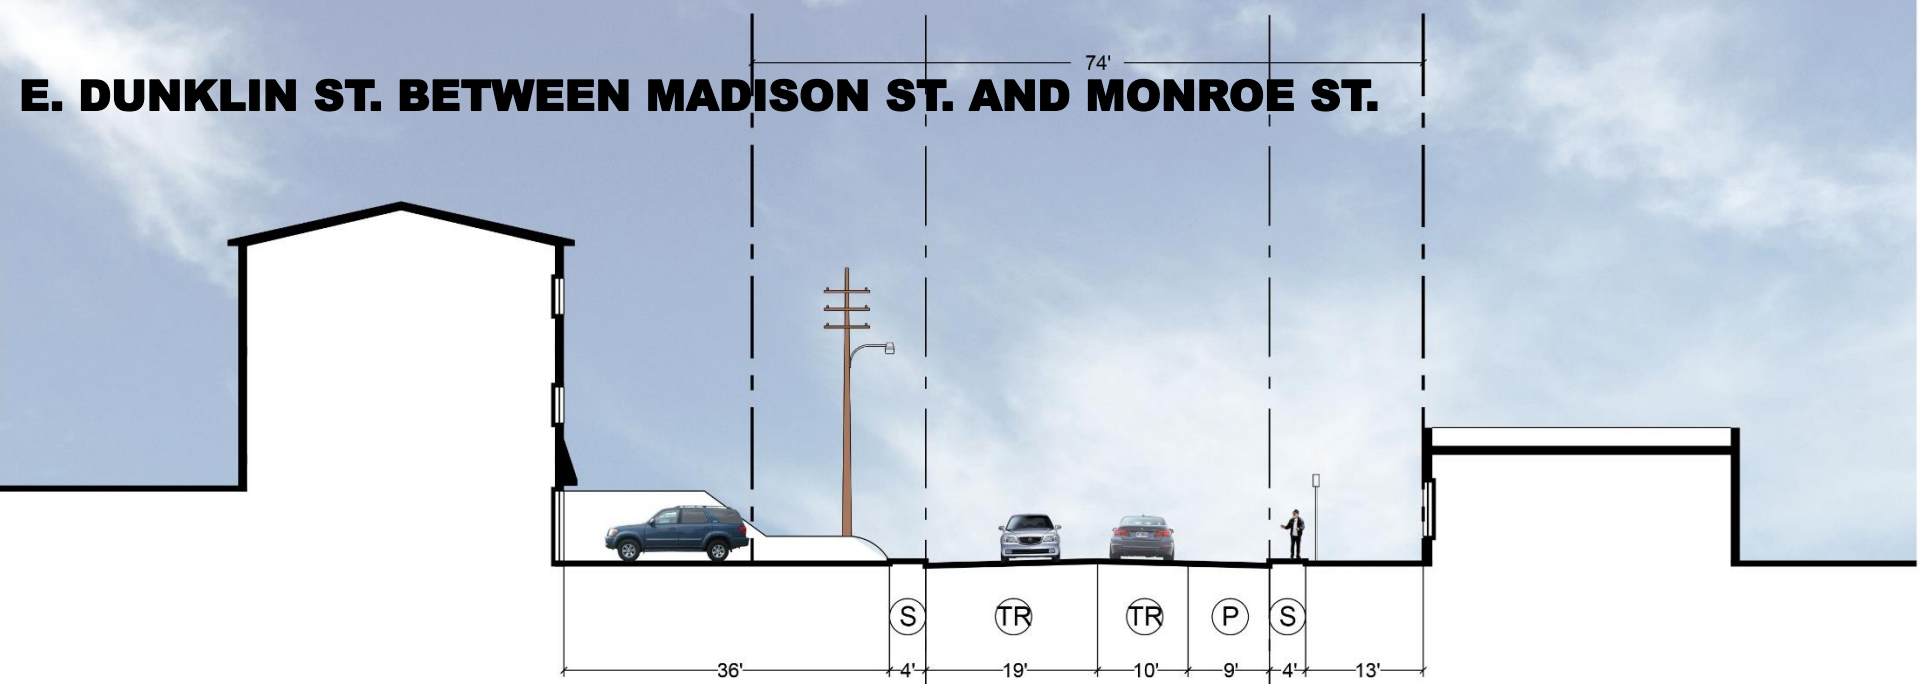 74'
E. DUNKLIN ST. BETWEEN MADISON ST. AND MONROE ST.
S TR TR P S
36' 4' 19' 10' 9' 4' 13'